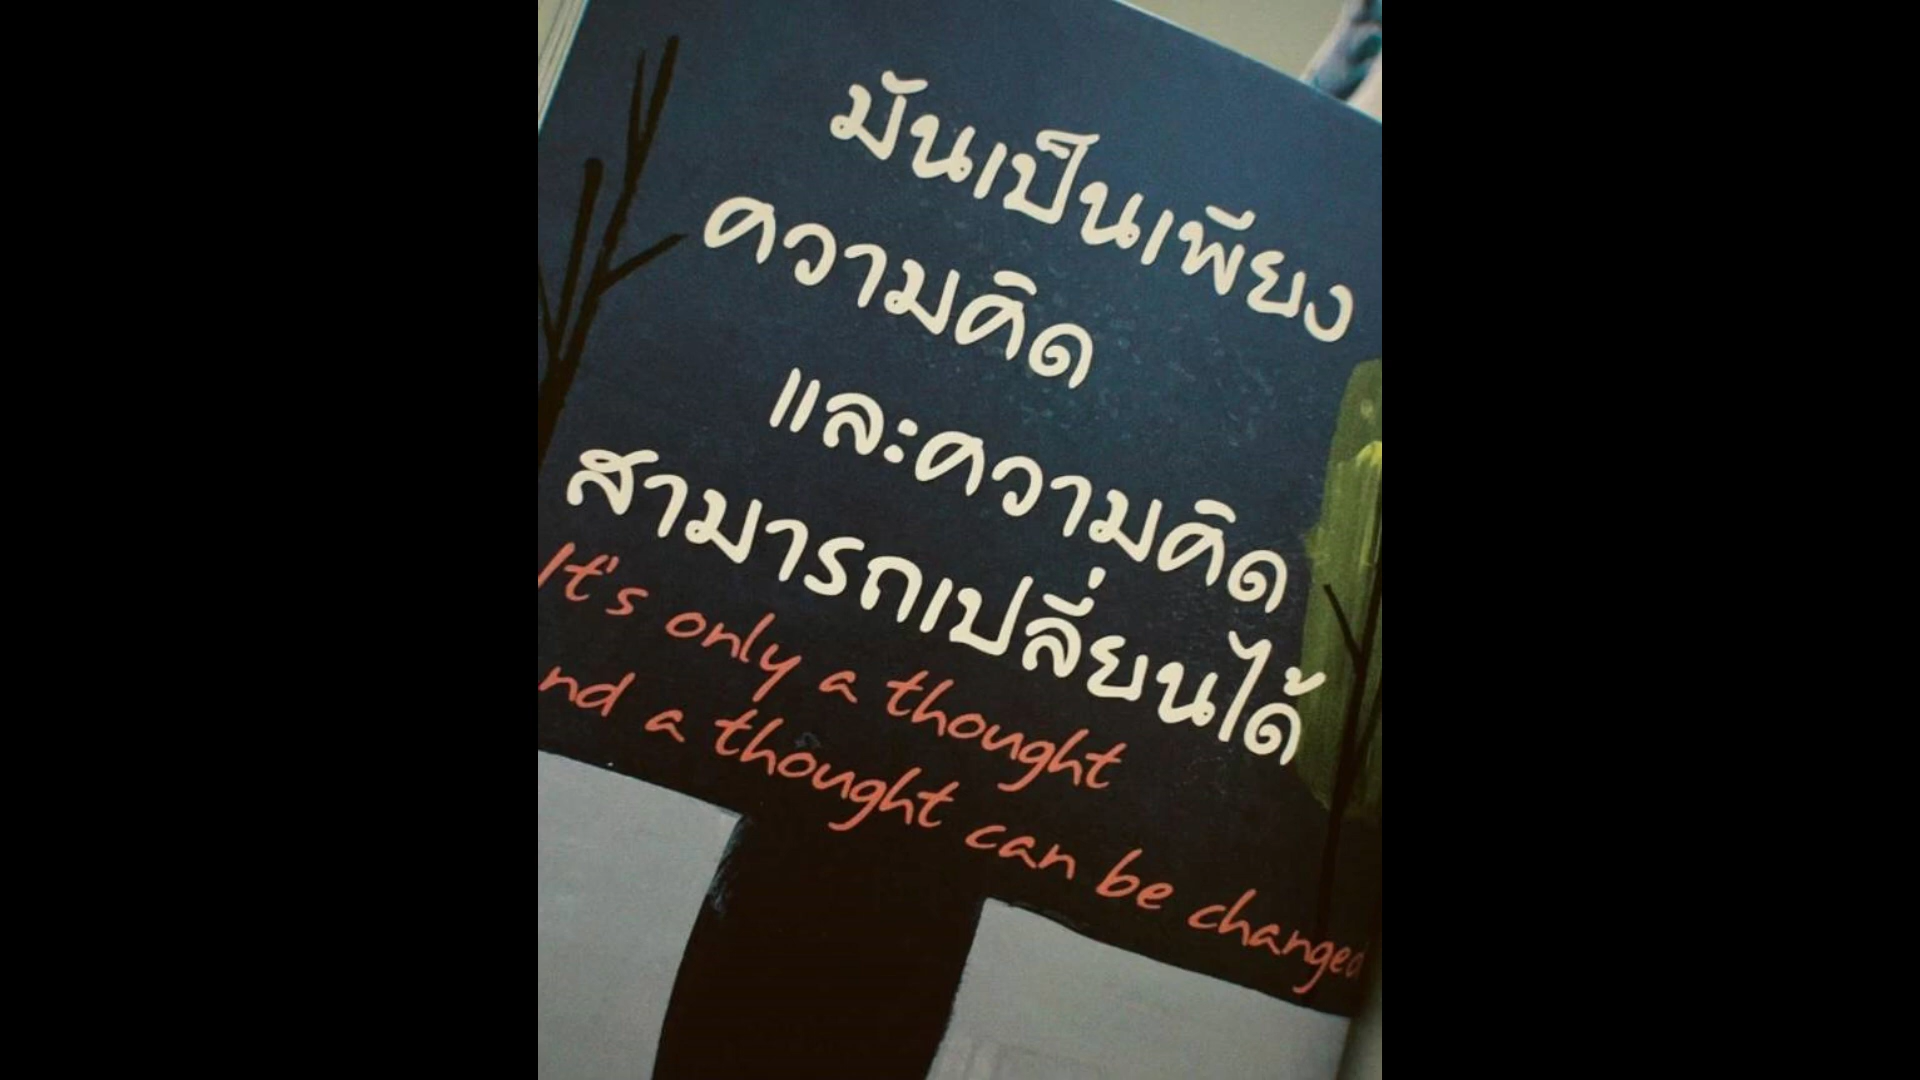 มันเป็นเพียง
ความคิด
และความคิด
สามารถเปลี่ยนได้
It's only a thought
nd a thought can be changed